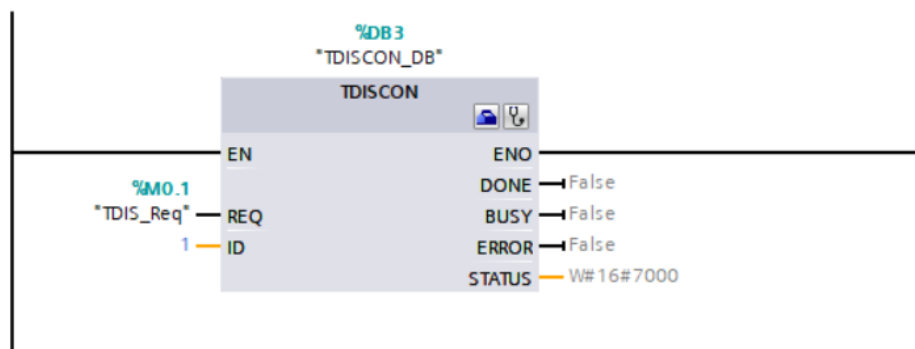 %DB3
"TDISCON_DB"
TDISCON
EN ENO
DONE False
%M0.1
"TDIS_Req" REQ BUSY False
1 ID ERROR False
STATUS W#16#7000